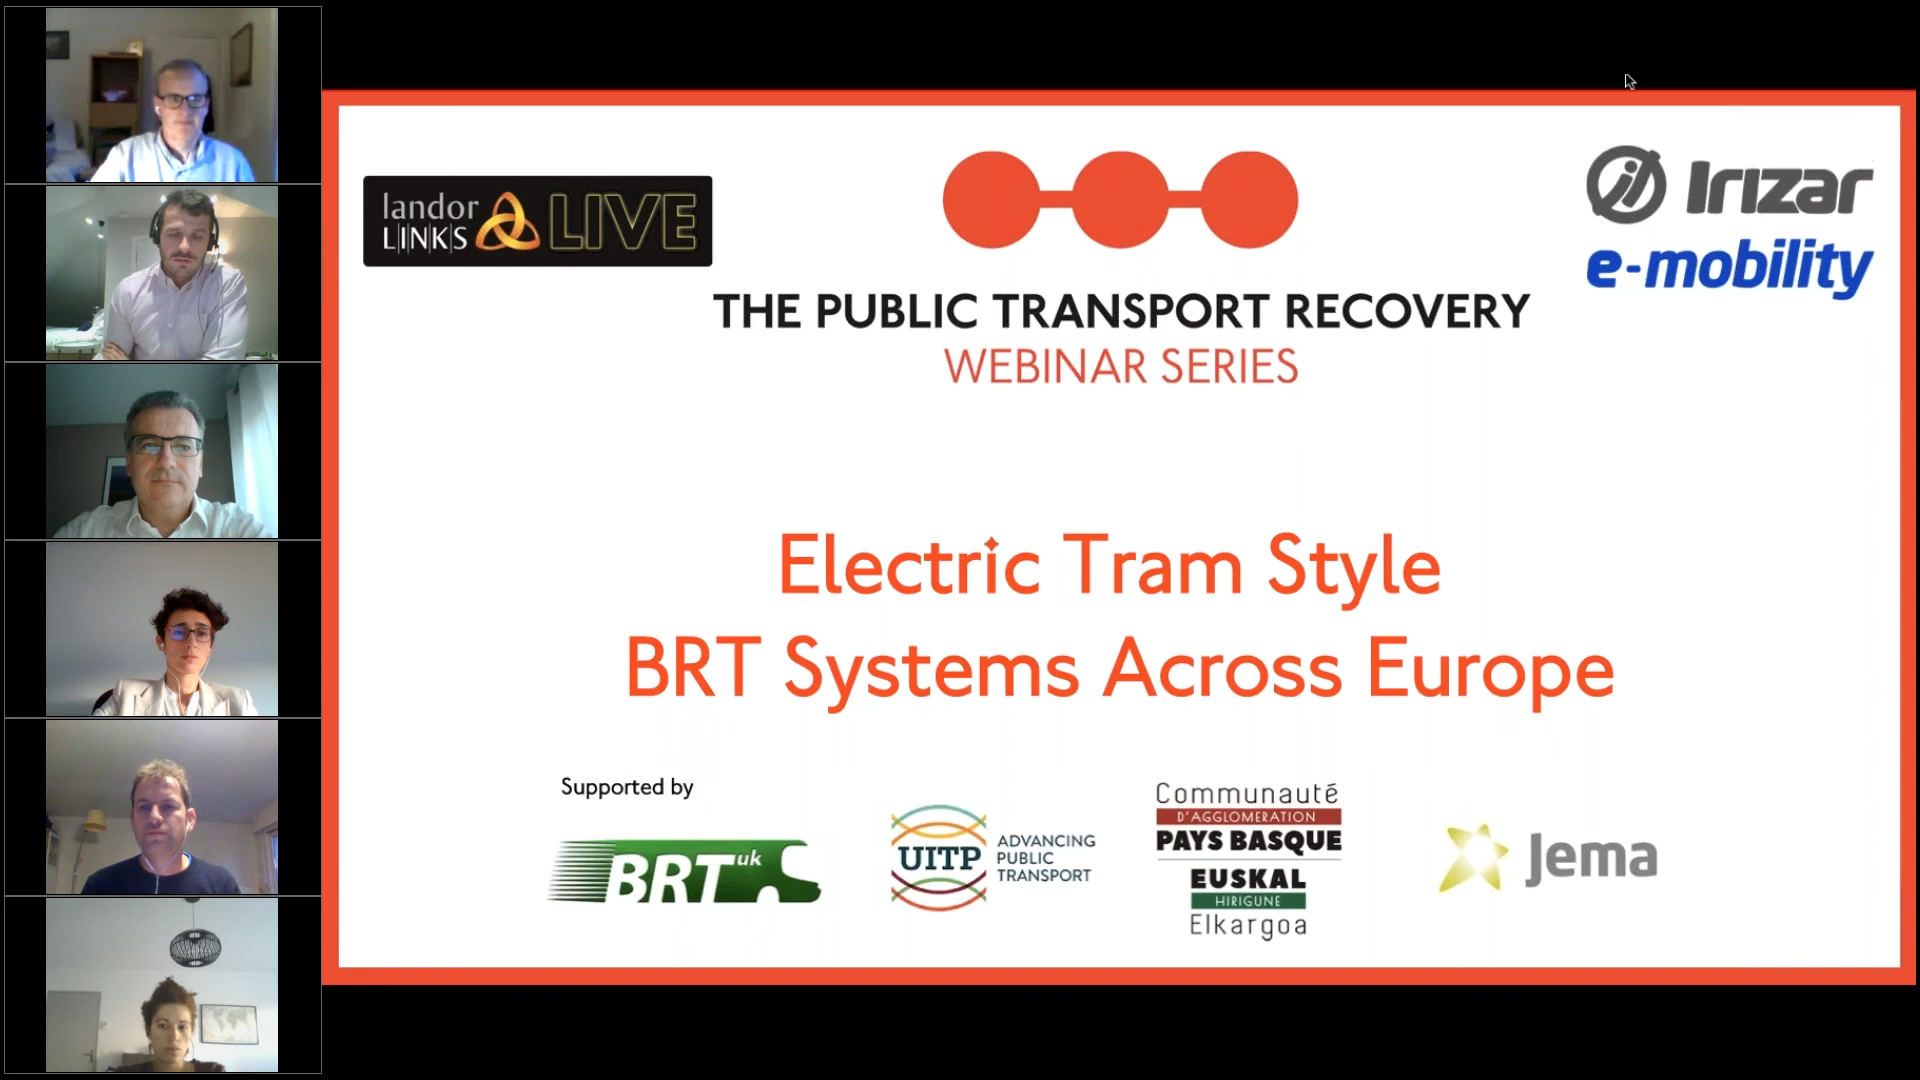 landor
LINKS
LIVE
Irizar
e-mobility
THE PUBLIC TRANSPORT RECOVERY
WEBINAR SERIES
Electric Tram Style
BRT Systems Across Europe
Supported by
BRT uk
UITP
ADVANCING
PUBLIC
TRANSPORT
Communauté
D'AGGLOMERATION
PAYS BASQUE
EUSKAL
HIRIGUNE
Elkargoa
Jema